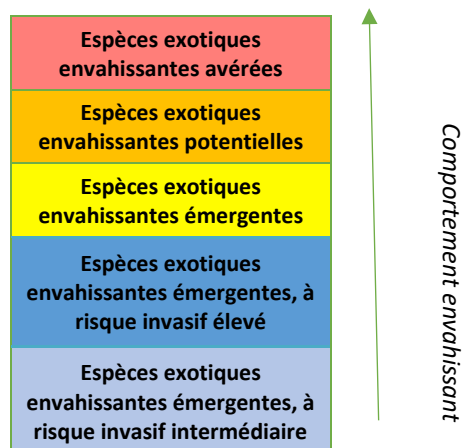 Espèces exotiques
envahissantes avérées
Espèces exotiques
envahissantes potentielles
Espèces exotiques
envahissantes émergentes
Espèces exotiques
envahissantes émergentes, à
risque invasif élevé
Espèces exotiques
envahissantes émergentes, à
risque invasif intermédiaire
Comportement envahissant